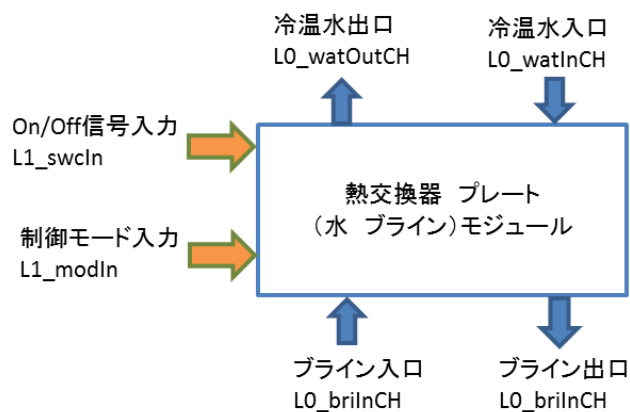 冷温水出口
L0_watOutCH
冷温水入口
L0_watInCH
On/Off信号入力
L1_swcIn
制御モード入力
L1_modIn
熱交換器 プレート
（水 ブライン）モジュール
ブライン入口
L0_briInCH
ブライン出口
L0_briInCH